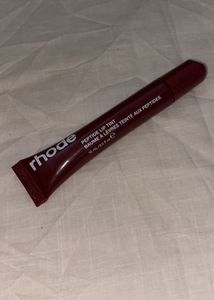 rhode
PEPTIDE LIP TINT
BAUME À LÈVRES TEINTÉ AUX PEPTIDES